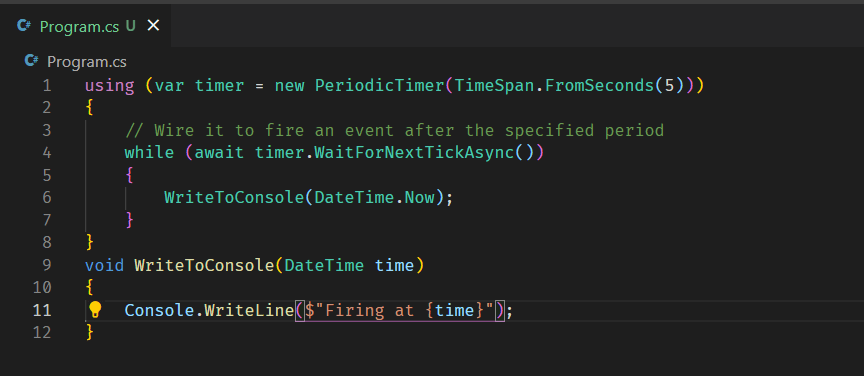 C# Program.cs U ×
C# Program.cs
1 using (var timer = new PeriodicTimer(TimeSpan.FromSeconds(5)))
2 {
3     // Wire it to fire an event after the specified period
4     while (await timer.WaitForNextTickAsync())
5     {
6         WriteToConsole(DateTime.Now);
7     }
8 }
9 void WriteToConsole(DateTime time)
10 {
11     Console.WriteLine($"Firing at {time}");
12 }